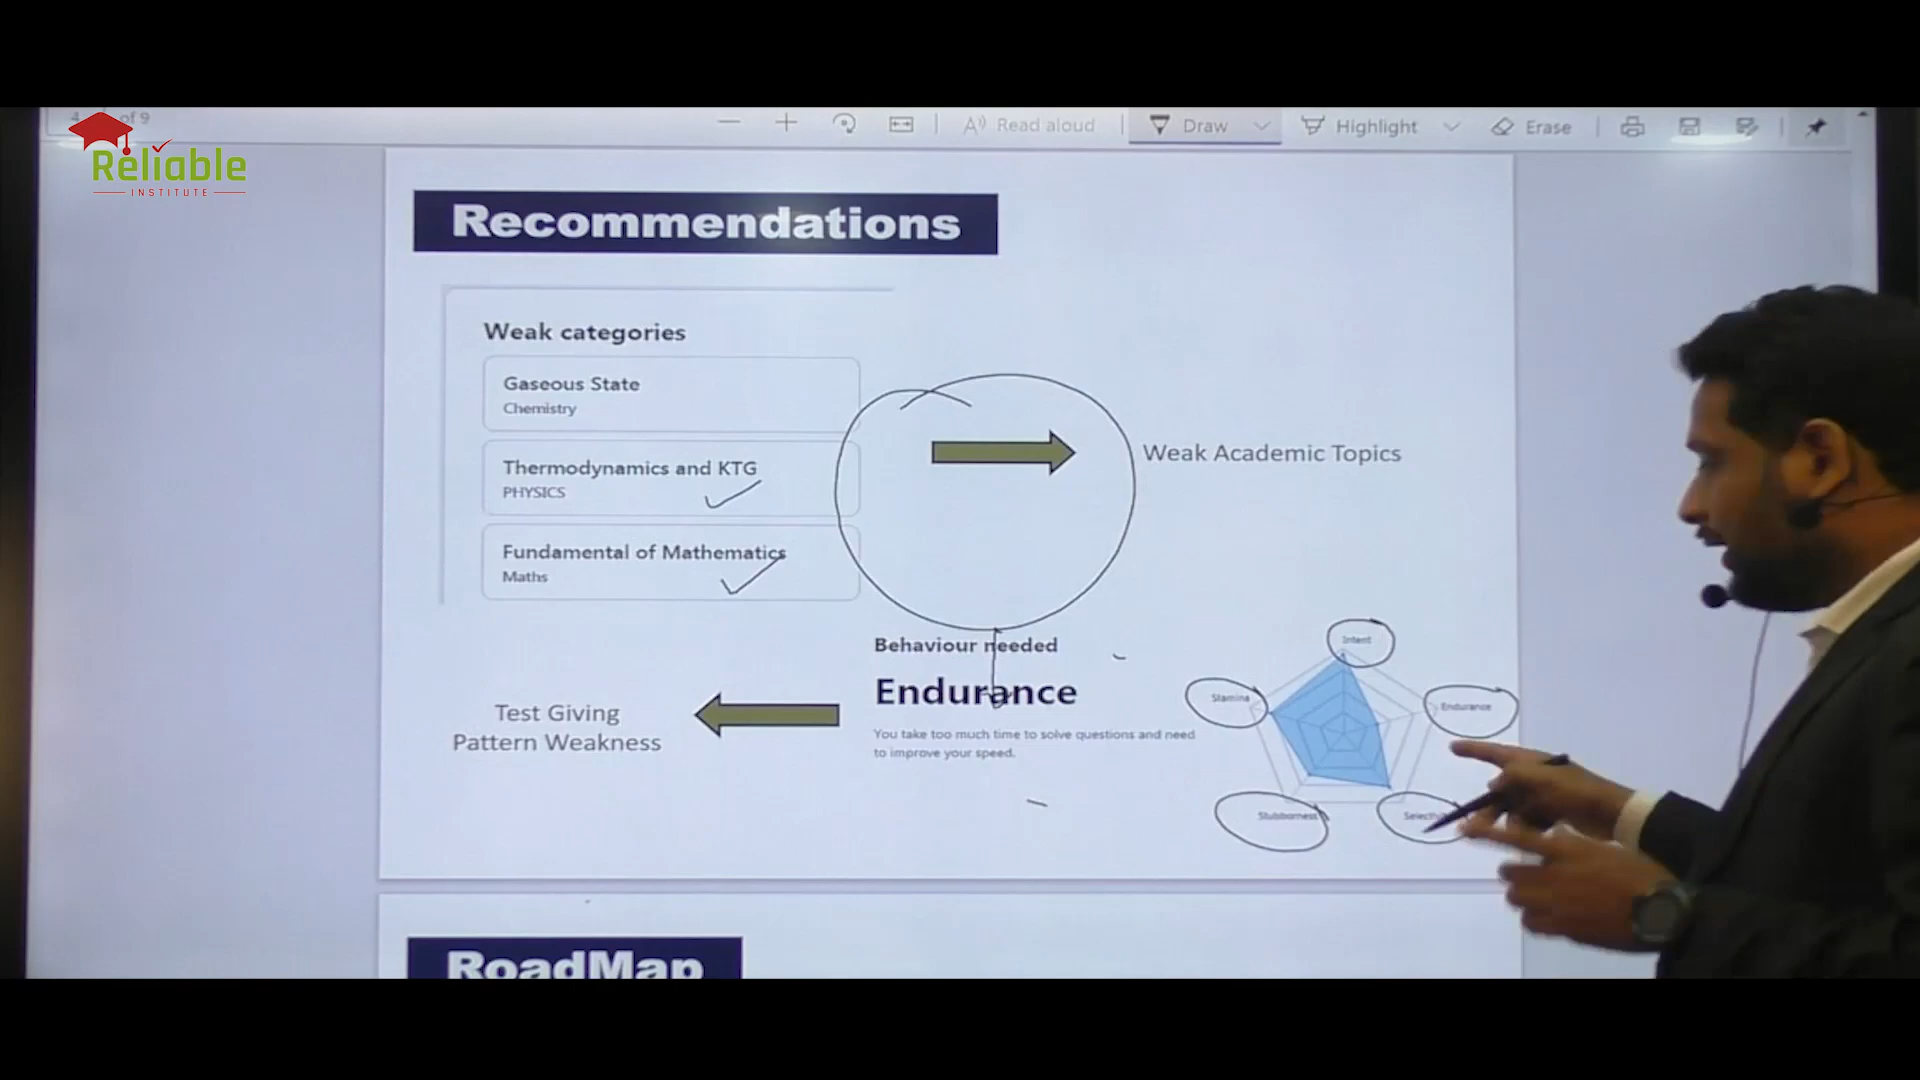 of 9
Read aloud
Draw
Highlight
Erase
Reliable
INSTITUTE
Recommendations
Weak categories
Gaseous State
Chemistry
Thermodynamics and KTG
PHYSICS
Fundamental of Mathematics
Maths
Weak Academic Topics
Behaviour needed
Endurance
You take too much time to solve questions and need
to improve your speed.
Test Giving
Pattern Weakness
Intent
Stamina
Endurance
Stubborness
RoadMap